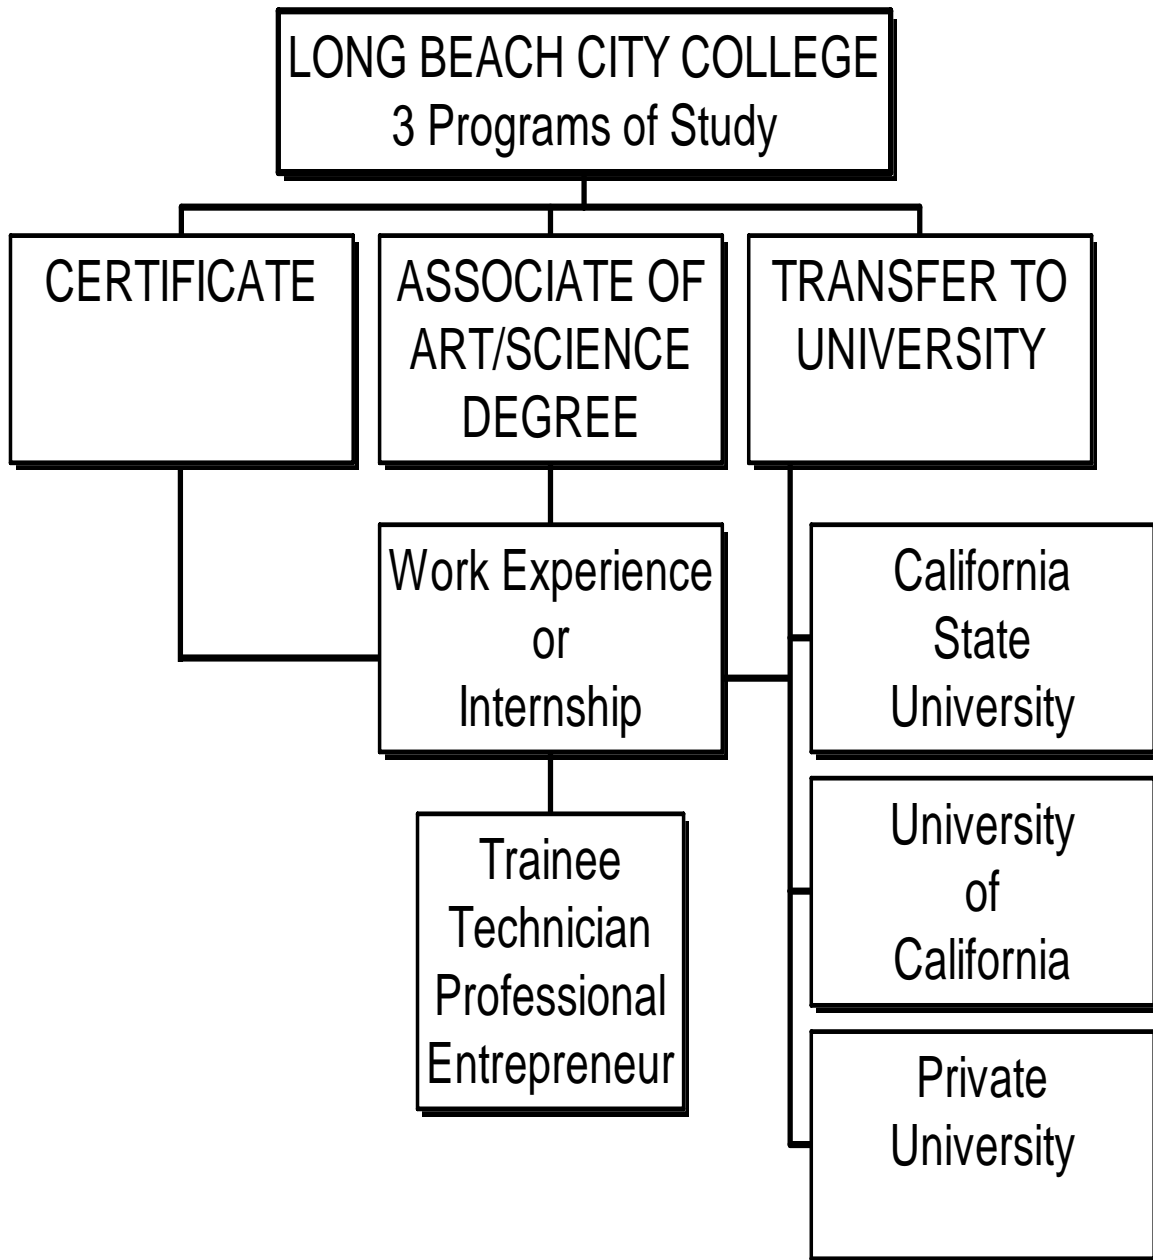 LONG BEACH CITY COLLEGE
3 Programs of Study
CERTIFICATE
ASSOCIATE OF
ART/SCIENCE
DEGREE
TRANSFER TO
UNIVERSITY
Work Experience
or
Internship
California
State
University
Trainee
Technician
Professional
Entrepreneur
University
of
California
Private
University